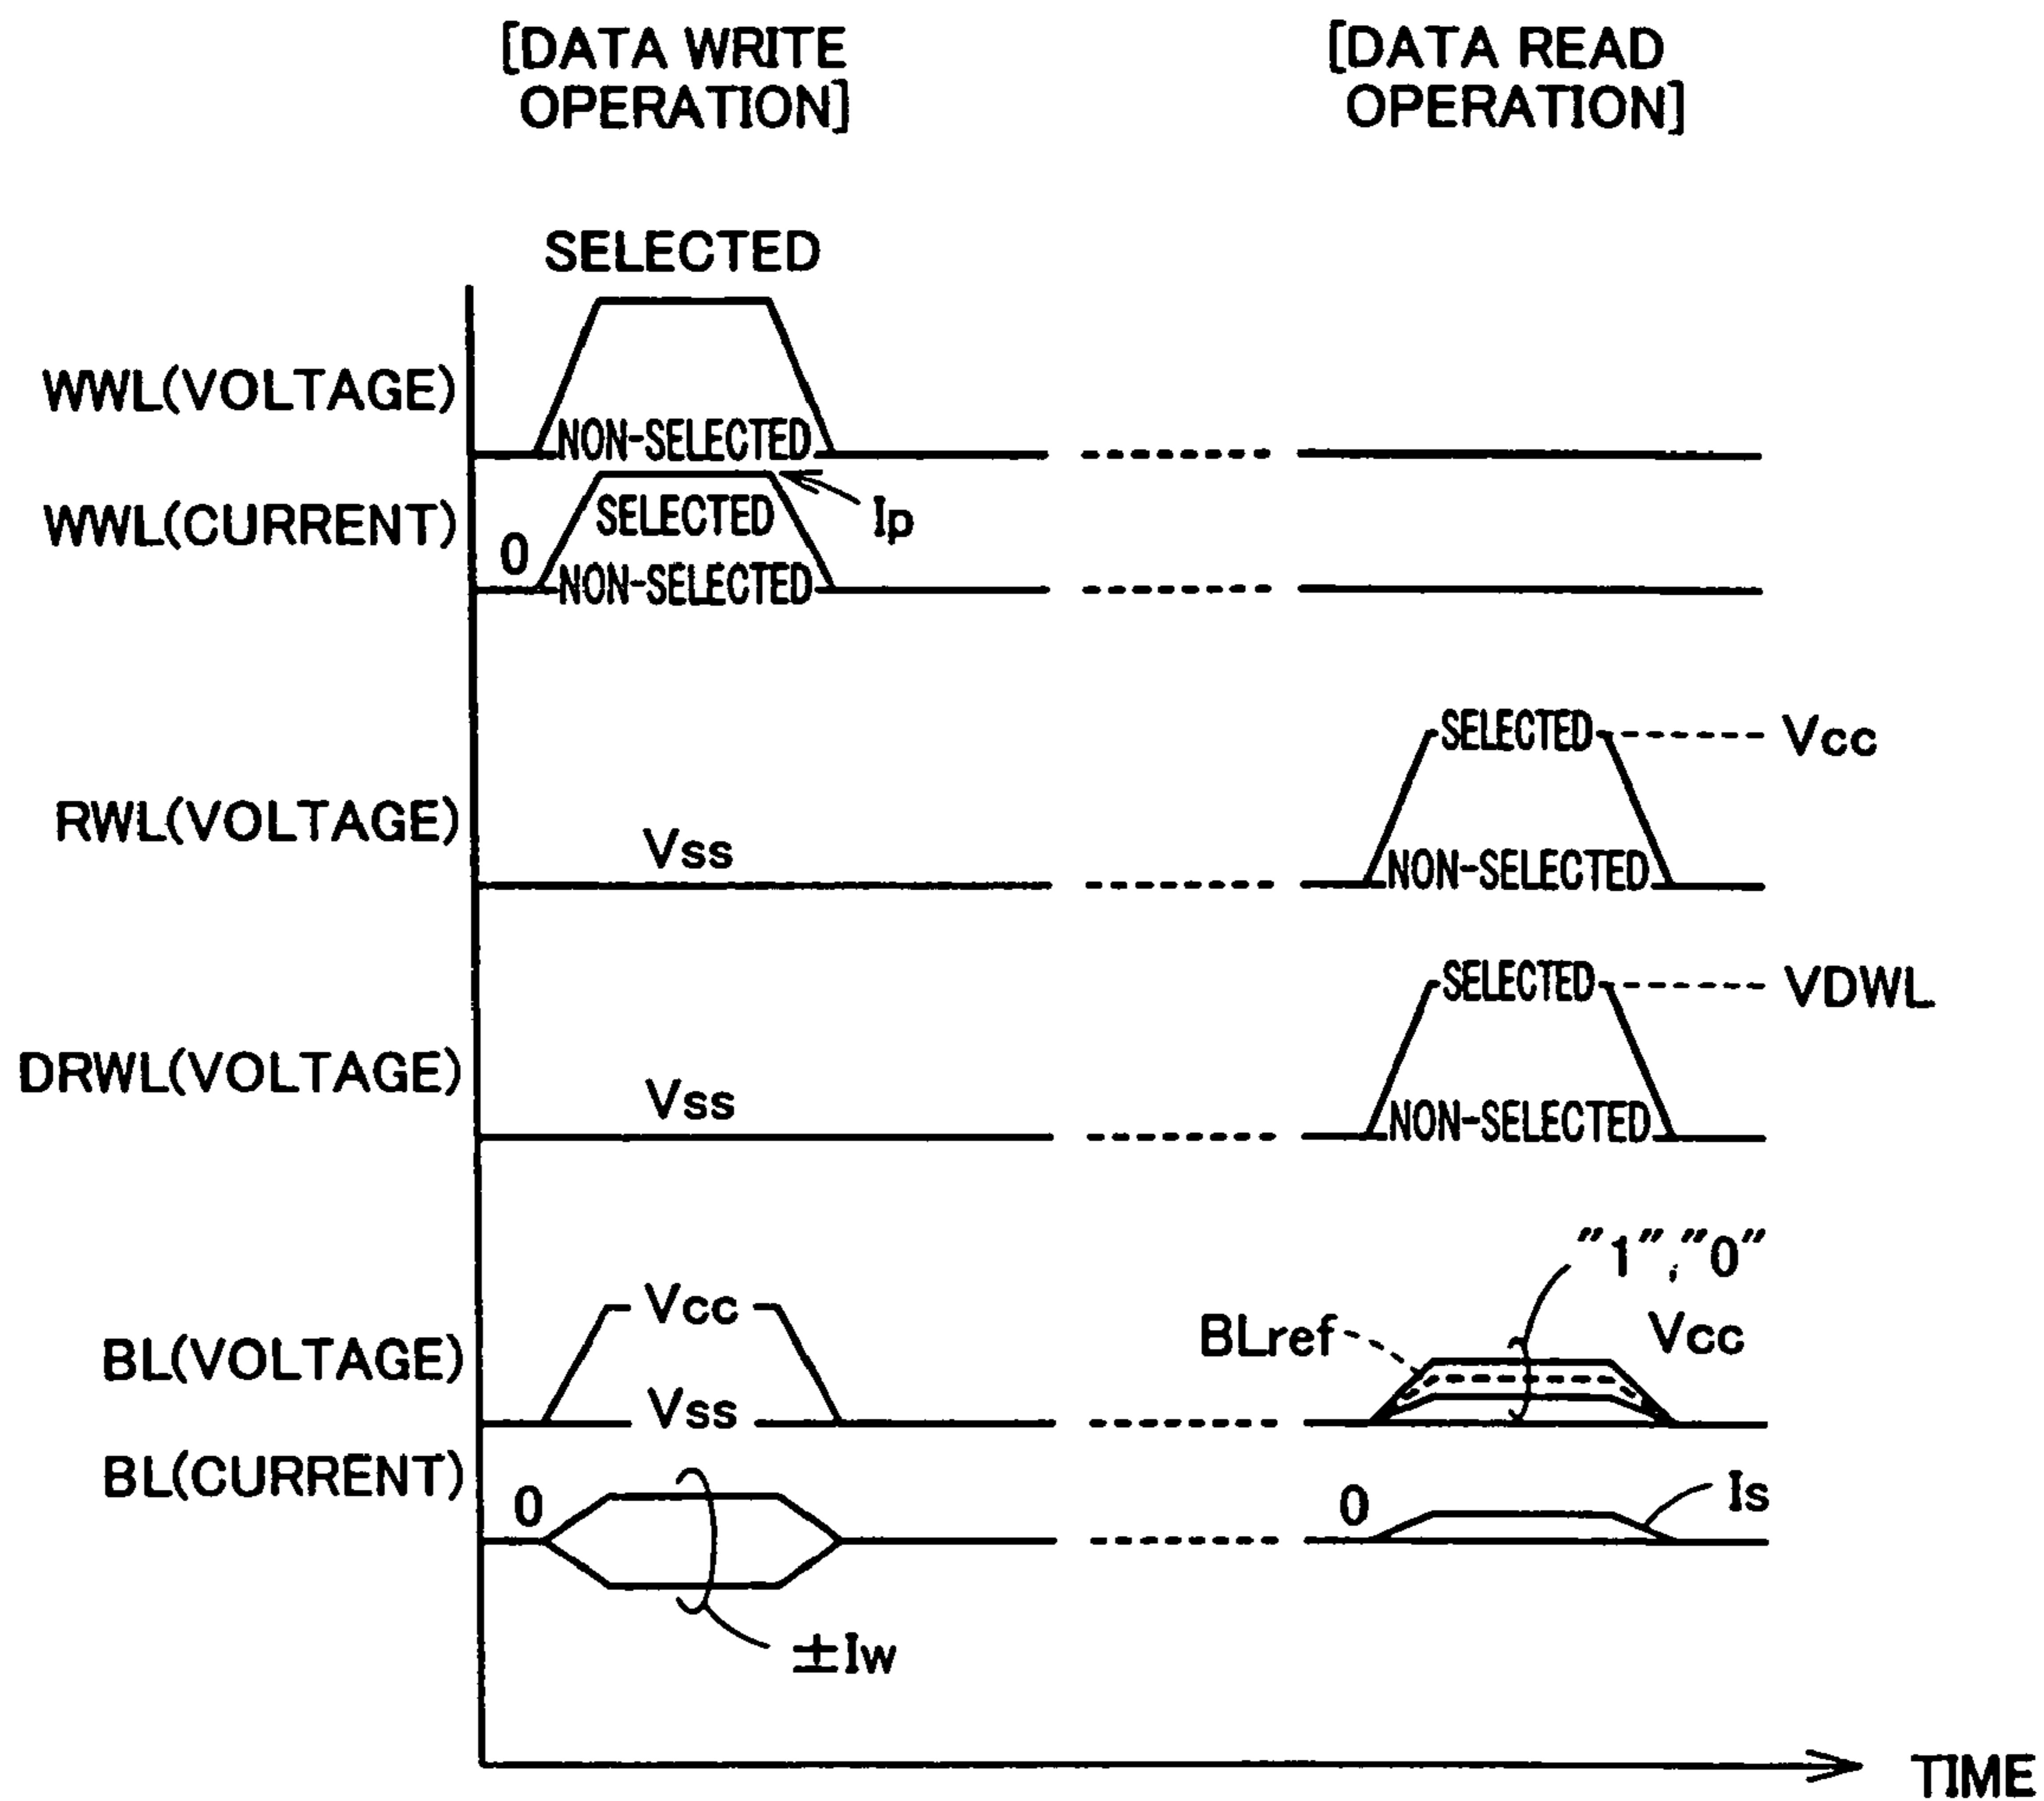 [DATA WRITE
OPERATION]
[DATA READ
OPERATION]
SELECTED
WWL(VOLTAGE)
NON-SELECTED
WWL(CURRENT)
0
SELECTED
Ip
NON-SELECTED
SELECTED
Vcc
RWL(VOLTAGE)
Vss
NON-SELECTED
SELECTED
VDWL
DRWL(VOLTAGE)
Vss
NON-SELECTED
"1","0"
BL(VOLTAGE)
Vcc
Vss
BLref
Vcc
BL(CURRENT)
0
±Iw
0
Is
TIME